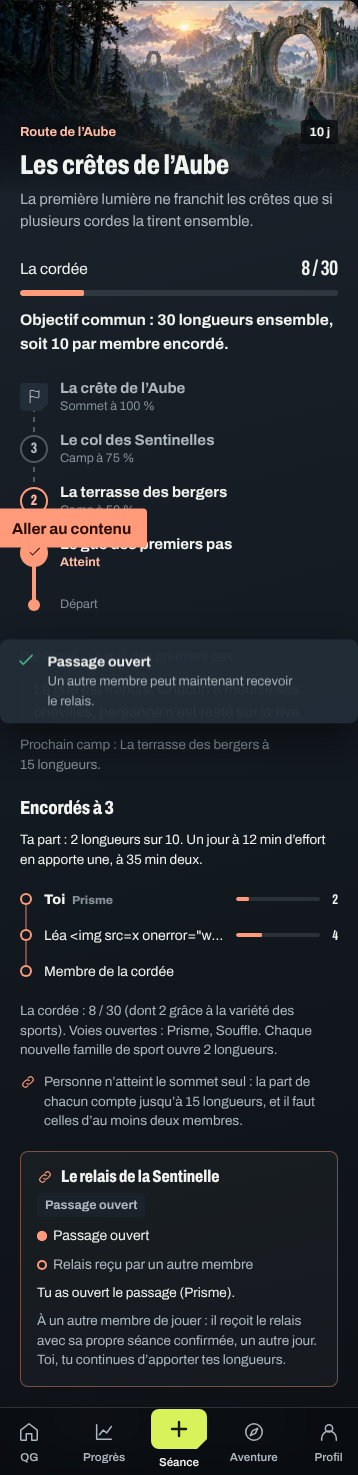 Route de l'Aube
10 j
Les crêtes de l'Aube
La première lumière ne franchit les crêtes que si
plusieurs cordes la tirent ensemble.
La cordée
8 / 30
Objectif commun : 30 longueurs ensemble,
soit 10 par membre encordé.
La crête de l'Aube
Sommet à 100 %
3
Le col des Sentinelles
Camp à 75 %
2
La terrasse des bergers
Camp à 50 %
Aller au contenu
premiers pas
Atteint
Départ
Passage ouvert
Un autre membre peut maintenant recevoir
le relais.
Prochain camp : La terrasse des bergers à
15 longueurs.
Encordés à 3
Ta part : 2 longueurs sur 10. Un jour à 12 min d'effort
en apporte une, à 35 min deux.
Toi Prisme
2
Léa <img src=x onerror="w...
4
Membre de la cordée
La cordée : 8 / 30 (dont 2 grâce à la variété des
sports). Voies ouvertes : Prisme, Souffle. Chaque
nouvelle famille de sport ouvre 2 longueurs.
Personne n'atteint le sommet seul : la part de
chacun compte jusqu'à 15 longueurs, et il faut
celles d'au moins deux membres.
Le relais de la Sentinelle
Passage ouvert
Passage ouvert
Relais reçu par un autre membre
Tu as ouvert le passage (Prisme).
À un autre membre de jouer : il reçoit le relais
avec sa propre séance confirmée, un autre jour.
Toi, tu continues d'apporter tes longueurs.
QG
Progrès
Séance
Aventure
Profil